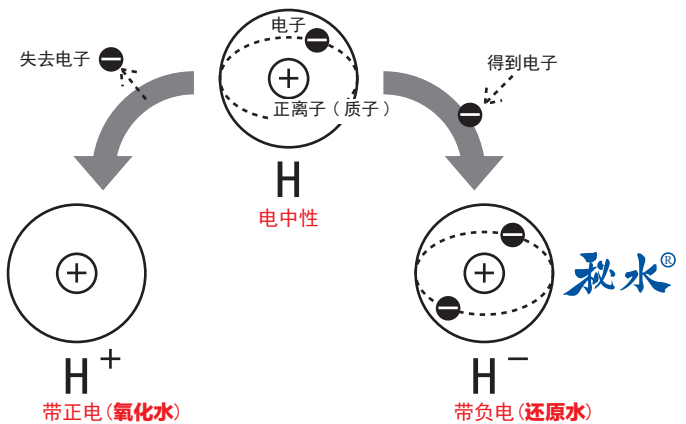 电子
失去电子
得到电子
正离子（质子）
H
电中性
秘水®
H⁺
H⁻
带正电(氧化水)
带负电(还原水)